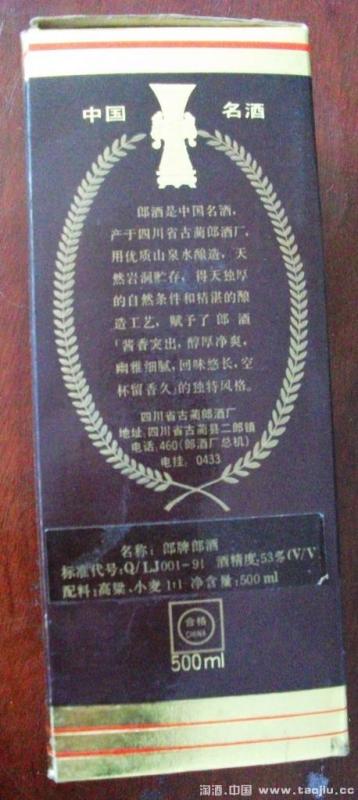 中国 名酒
郎酒是中国名酒，
产于四川省古蔺郎酒厂，
用优质山泉水酿造，天
然岩洞贮存，得天独厚
的自然条件和精湛的酿
造工艺，赋予了郎酒
「酱香突出，醇厚净爽，
幽雅细腻，回味悠长，空
杯留香久」的独特风格。
四川省古蔺郎酒厂
地址：四川省古蔺县二郎镇
电话：460(郎酒厂总机)
电挂：0433
名称：郎牌郎酒
标准代号：Q/LJ001-91 酒精度：53%(V/V
配料：高粱、小麦1:1 净含量：500ml
合格
CHINA
500ml
淘酒.中国 www.taojiu.cc